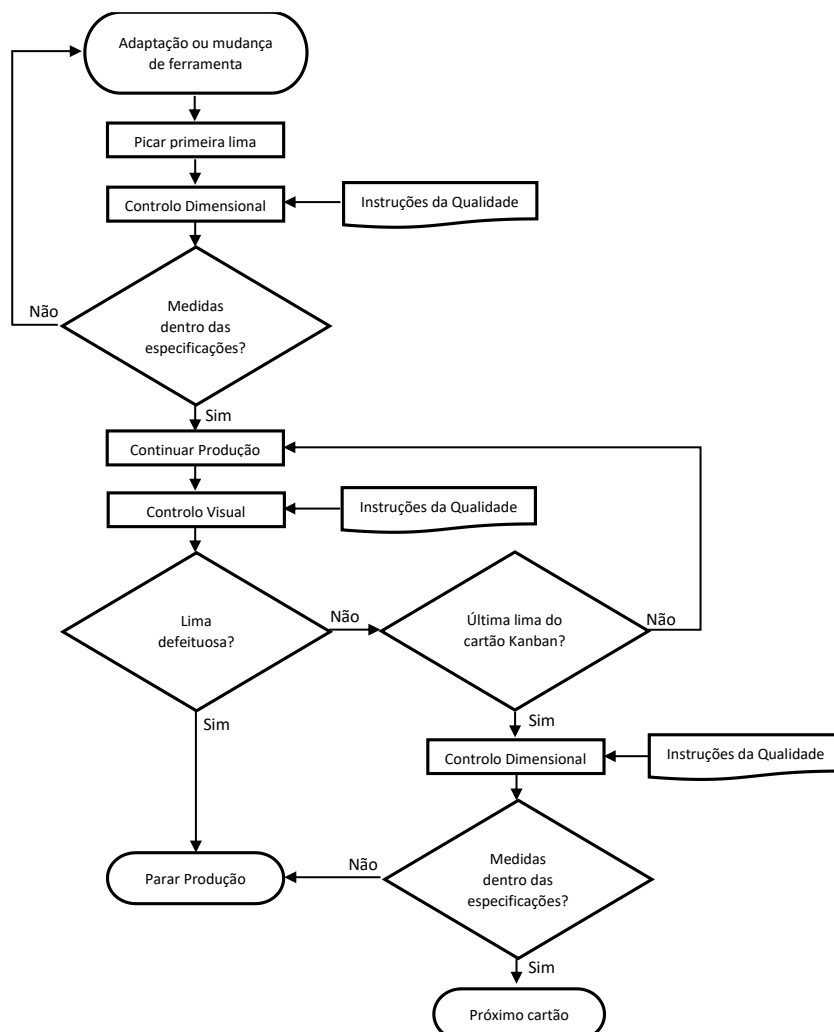 Adaptação ou mudança
de ferramenta
Picar primeira lima
Controlo Dimensional
Instruções da Qualidade
Não
Medidas
dentro das
especificações?
Sim
Continuar Produção
Controlo Visual
Instruções da Qualidade
Lima
defeituosa?
Não
Última lima do
cartão Kanban?
Não
Sim
Sim
Controlo Dimensional
Instruções da Qualidade
Parar Produção
Não
Medidas
dentro das
especificações?
Sim
Próximo cartão